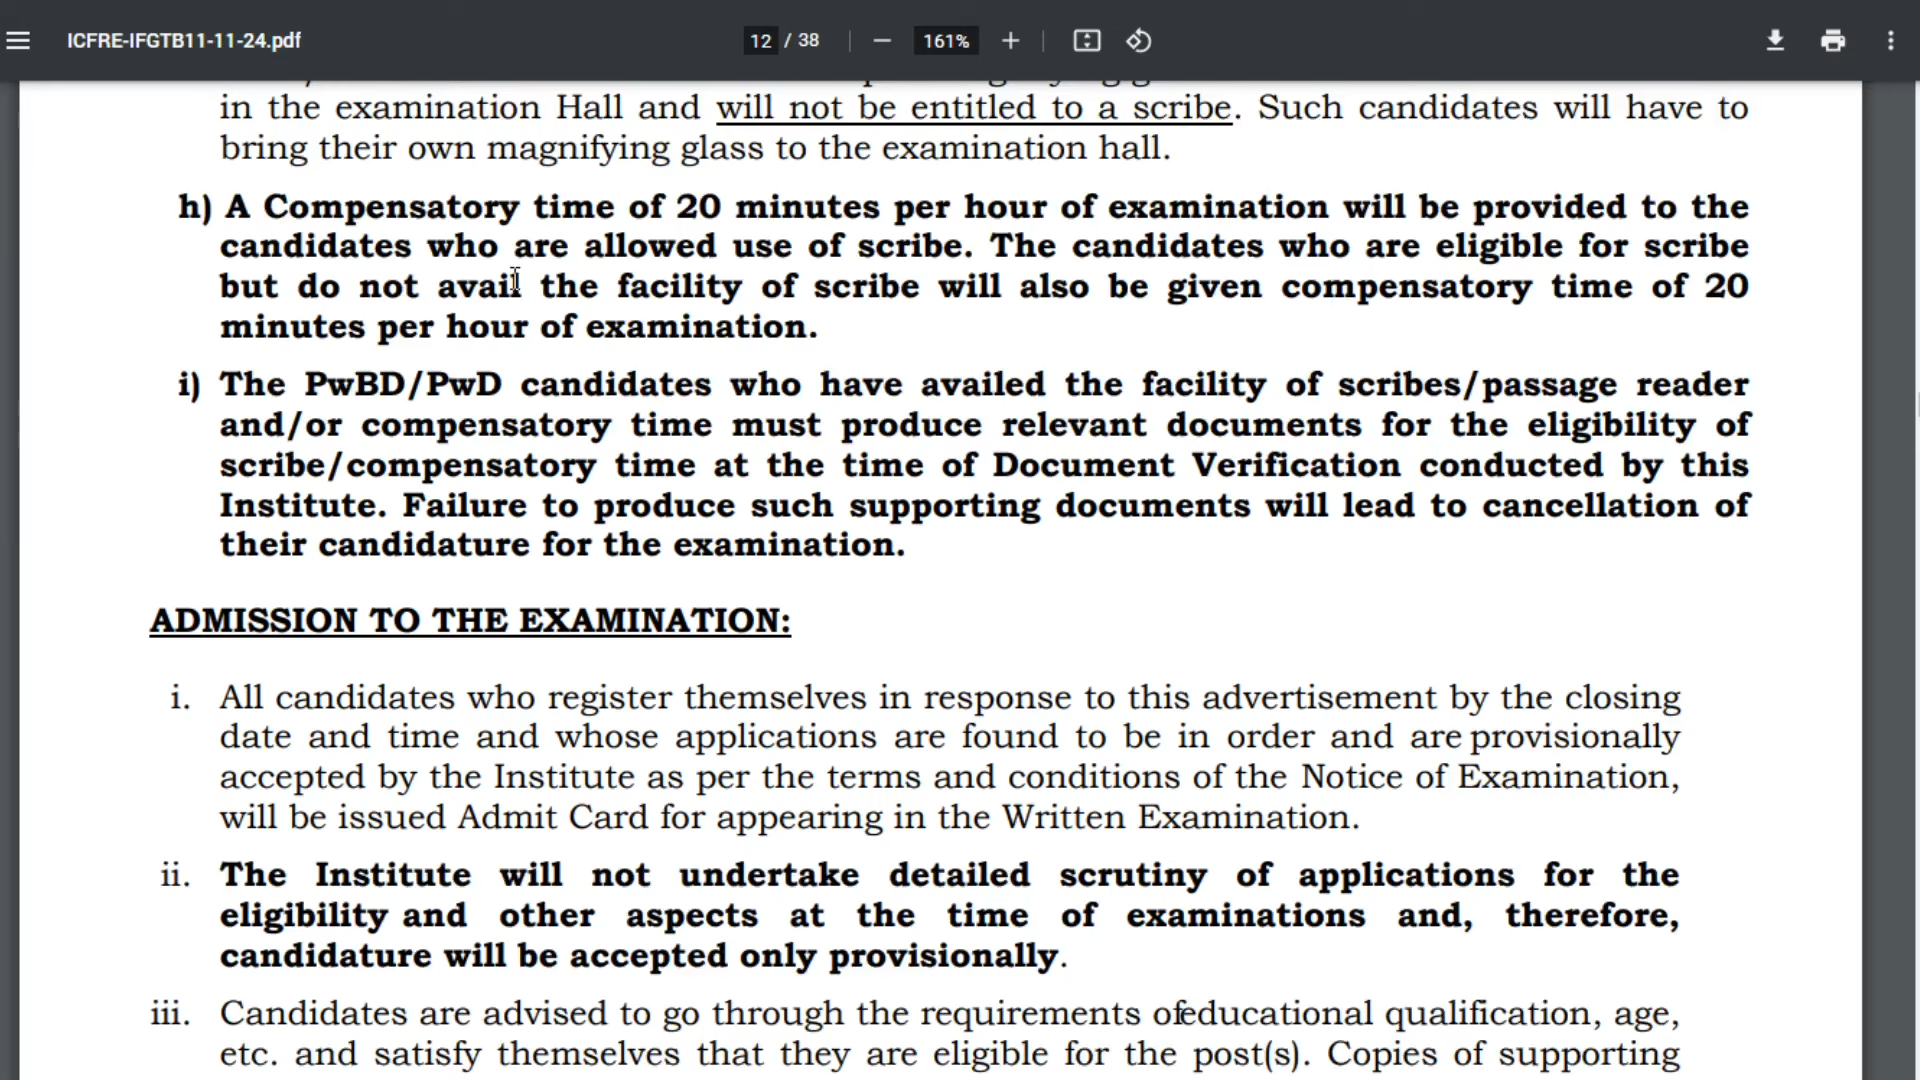 ICFRE-IFGTB11-11-24.pdf
12 / 38
161%
in the examination Hall and will not be entitled to a scribe. Such candidates will have to
bring their own magnifying glass to the examination hall.
h) A Compensatory time of 20 minutes per hour of examination will be provided to the
candidates who are allowed use of scribe. The candidates who are eligible for scribe
but do not avail the facility of scribe will also be given compensatory time of 20
minutes per hour of examination.
i) The PwBD/PwD candidates who have availed the facility of scribes/passage reader
and/or compensatory time must produce relevant documents for the eligibility of
scribe/compensatory time at the time of Document Verification conducted by this
Institute. Failure to produce such supporting documents will lead to cancellation of
their candidature for the examination.
ADMISSION TO THE EXAMINATION:
i. All candidates who register themselves in response to this advertisement by the closing
date and time and whose applications are found to be in order and are provisionally
accepted by the Institute as per the terms and conditions of the Notice of Examination,
will be issued Admit Card for appearing in the Written Examination.
ii. The Institute will not undertake detailed scrutiny of applications for the
eligibility and other aspects at the time of examinations and, therefore,
candidature will be accepted only provisionally.
iii. Candidates are advised to go through the requirements ofeducational qualification, age,
etc. and satisfy themselves that they are eligible for the post(s). Copies of supporting